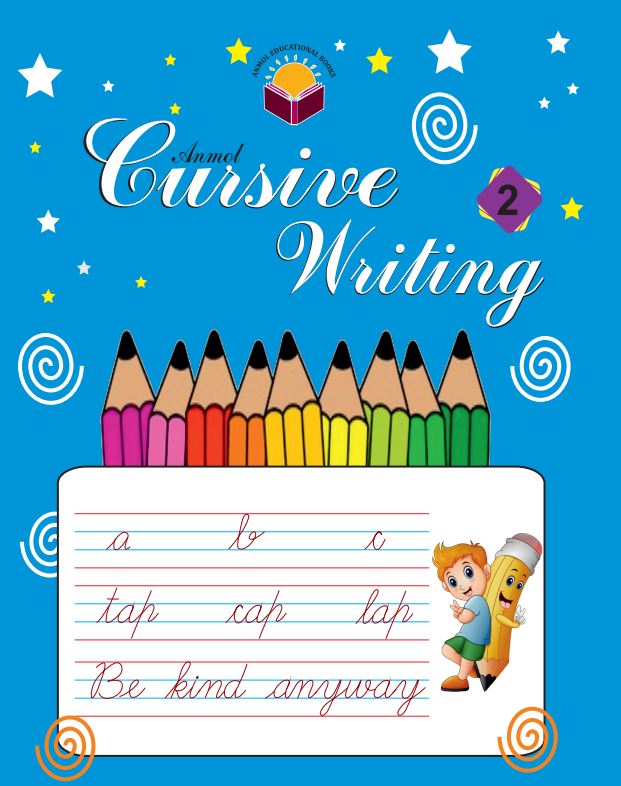 ANMOL EDUCATIONAL BOOKS
Anmol
Cursive
2
Writing
a b c
tap cap lap
Be kind anyway